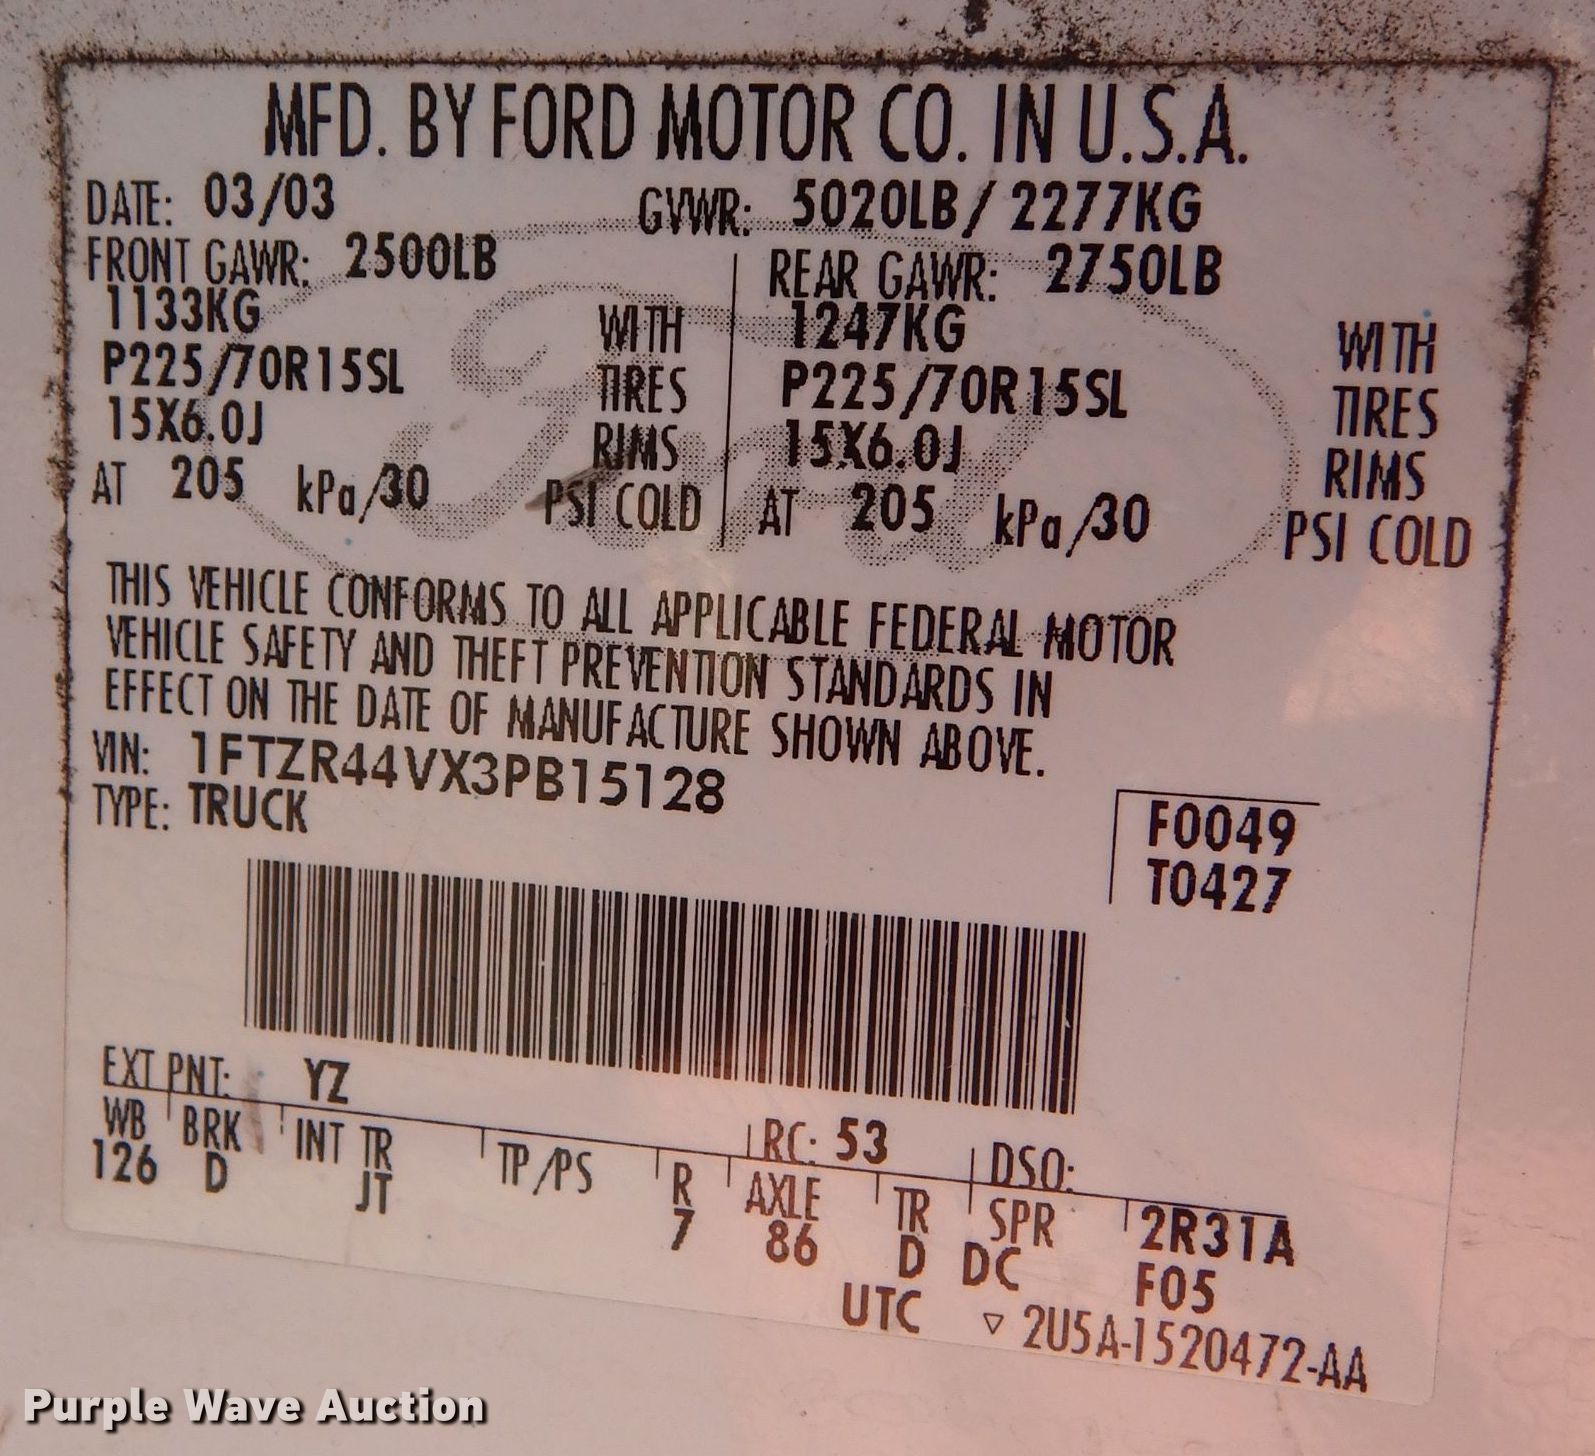 MFD. BY FORD MOTOR CO. IN U.S.A.
DATE: 03/03 GVWR: 5020LB / 2277KG
FRONT GAWR: 2500LB REAR GAWR: 2750LB
1133KG WITH 1247KG WITH
P225/70R15SL TIRES P225/70R15SL TIRES
15X6.0J RIMS 15X6.0J RIMS
AT 205 kPa/30 PSI COLD AT 205 kPa/30 PSI COLD
THIS VEHICLE CONFORMS TO ALL APPLICABLE FEDERAL MOTOR
VEHICLE SAFETY AND THEFT PREVENTION STANDARDS IN
EFFECT ON THE DATE OF MANUFACTURE SHOWN ABOVE.
VIN: 1FTZR44VX3PB15128
TYPE: TRUCK
F0049
T0427
EXT PNT: YZ RC: 53 DSO:
WB BRK INT TR TP/PS R AXLE TR SPR 2R31A
126 D JT 7 86 D DC F05
UTC ▽ 2U5A-1520472-AA
Ford
Purple Wave Auction